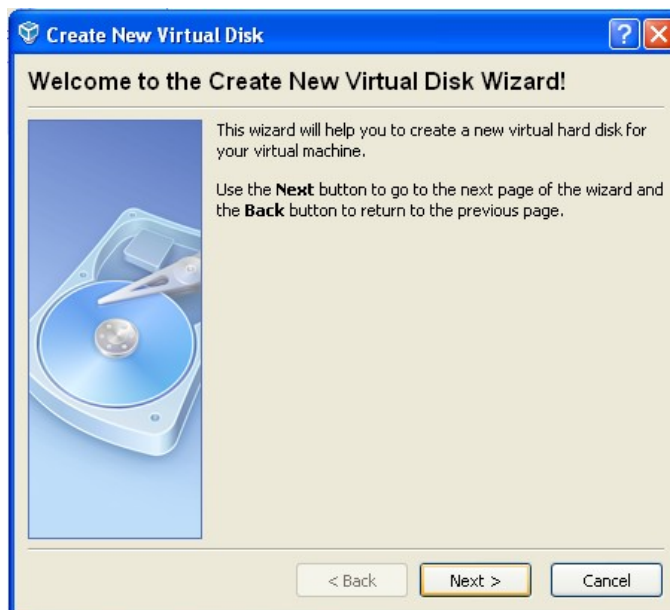 Create New Virtual Disk
Welcome to the Create New Virtual Disk Wizard!
This wizard will help you to create a new virtual hard disk for
your virtual machine.
Use the Next button to go to the next page of the wizard and
the Back button to return to the previous page.
< Back Next > Cancel